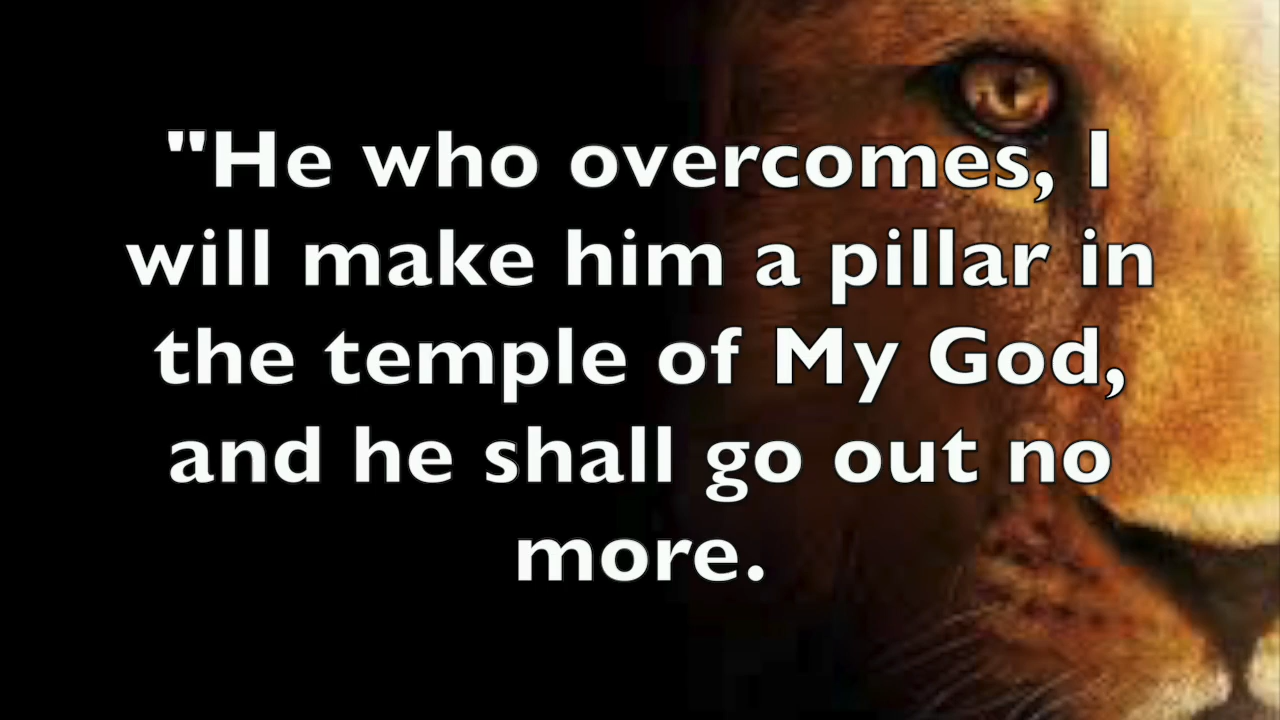 "He who overcomes, I
will make him a pillar in
the temple of My God,
and he shall go out no
more.